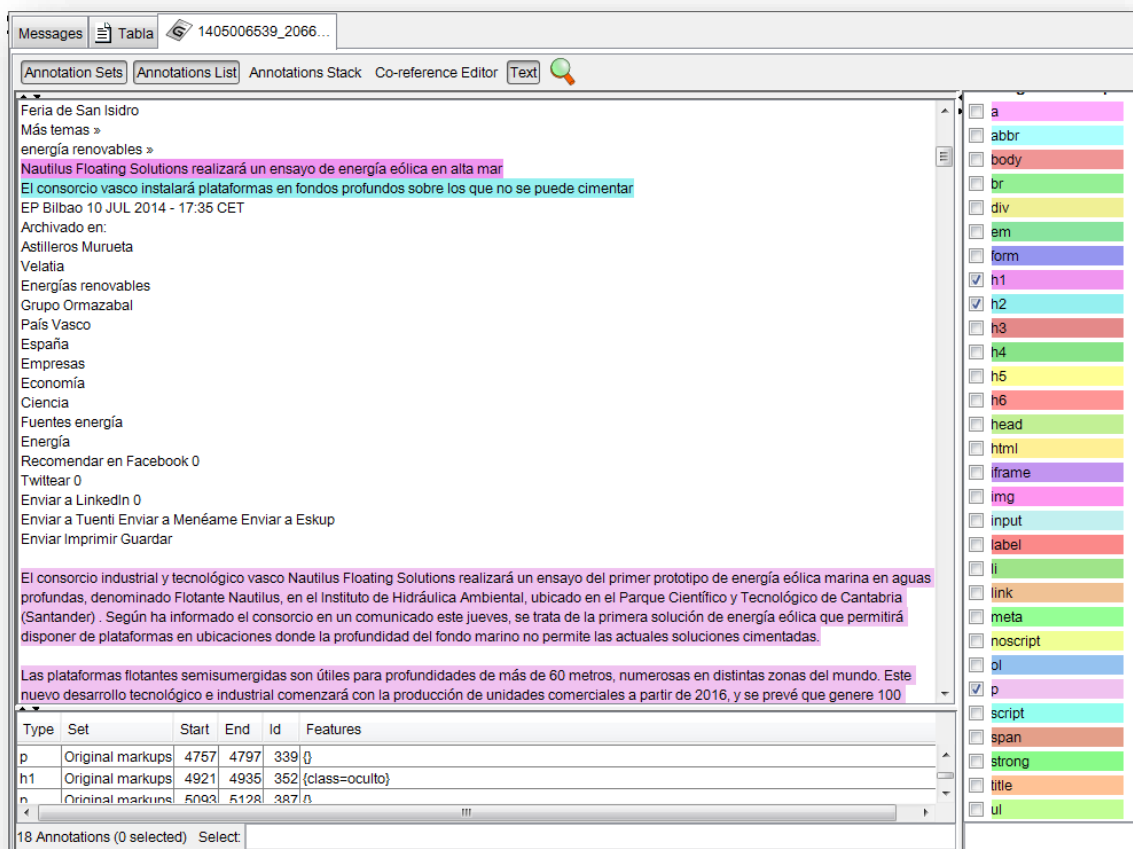 Messages Tabla 1405006539_2066...
Annotation Sets Annotations List Annotations Stack Co-reference Editor Text
Feria de San Isidro
Más temas »
energía renovables »
Nautilus Floating Solutions realizará un ensayo de energía eólica en alta mar
El consorcio vasco instalará plataformas en fondos profundos sobre los que no se puede cimentar
EP Bilbao 10 JUL 2014 - 17:35 CET
Archivado en:
Astilleros Murueta
Velatia
Energías renovables
Grupo Ormazabal
País Vasco
España
Empresas
Economía
Ciencia
Fuentes energía
Energía
Recomendar en Facebook 0
Twittear 0
Enviar a LinkedIn 0
Enviar a Tuenti Enviar a Menéame Enviar a Eskup
Enviar Imprimir Guardar
El consorcio industrial y tecnológico vasco Nautilus Floating Solutions realizará un ensayo del primer prototipo de energía eólica marina en aguas
profundas, denominado Flotante Nautilus, en el Instituto de Hidráulica Ambiental, ubicado en el Parque Científico y Tecnológico de Cantabria
(Santander) . Según ha informado el consorcio en un comunicado este jueves, se trata de la primera solución de energía eólica que permitirá
disponer de plataformas en ubicaciones donde la profundidad del fondo marino no permite las actuales soluciones cimentadas.
Las plataformas flotantes semisumergidas son útiles para profundidades de más de 60 metros, numerosas en distintas zonas del mundo. Este
nuevo desarrollo tecnológico e industrial comenzará con la producción de unidades comerciales a partir de 2016, y se prevé que genere 100
a
abbr
body
br
div
em
form
h1
h2
h3
h4
h5
h6
head
html
iframe
img
input
label
li
link
meta
noscript
ol
p
script
span
strong
title
ul
Type Set Start End Id Features
p Original markups 4757 4797 339 {}
h1 Original markups 4921 4935 352 {class=oculto}
p Original markups 5093 5128 387 {}
18 Annotations (0 selected) Select: